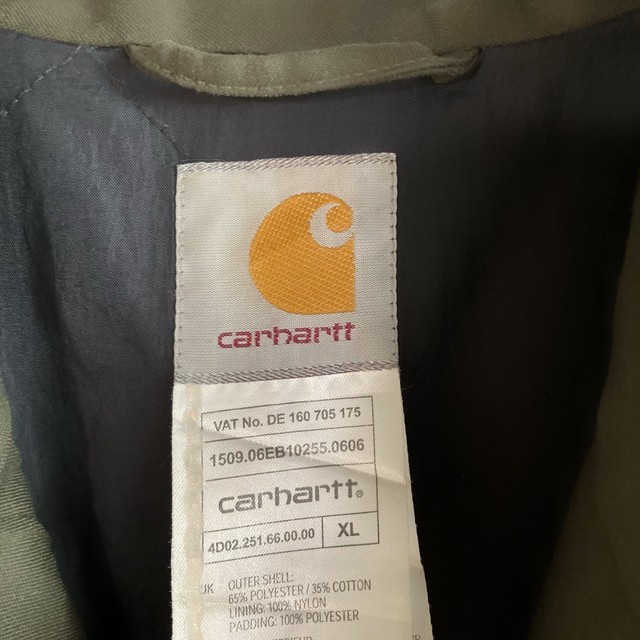 carhartt
VAT No. DE 160 705 175
1509.06EB10255.0606
carhartt®
4D02.251.66.00.00 XL
UK OUTER SHELL:
65% POLYESTER / 35% COTTON
LINING: 100% NYLON
PADDING: 100% POLYESTER